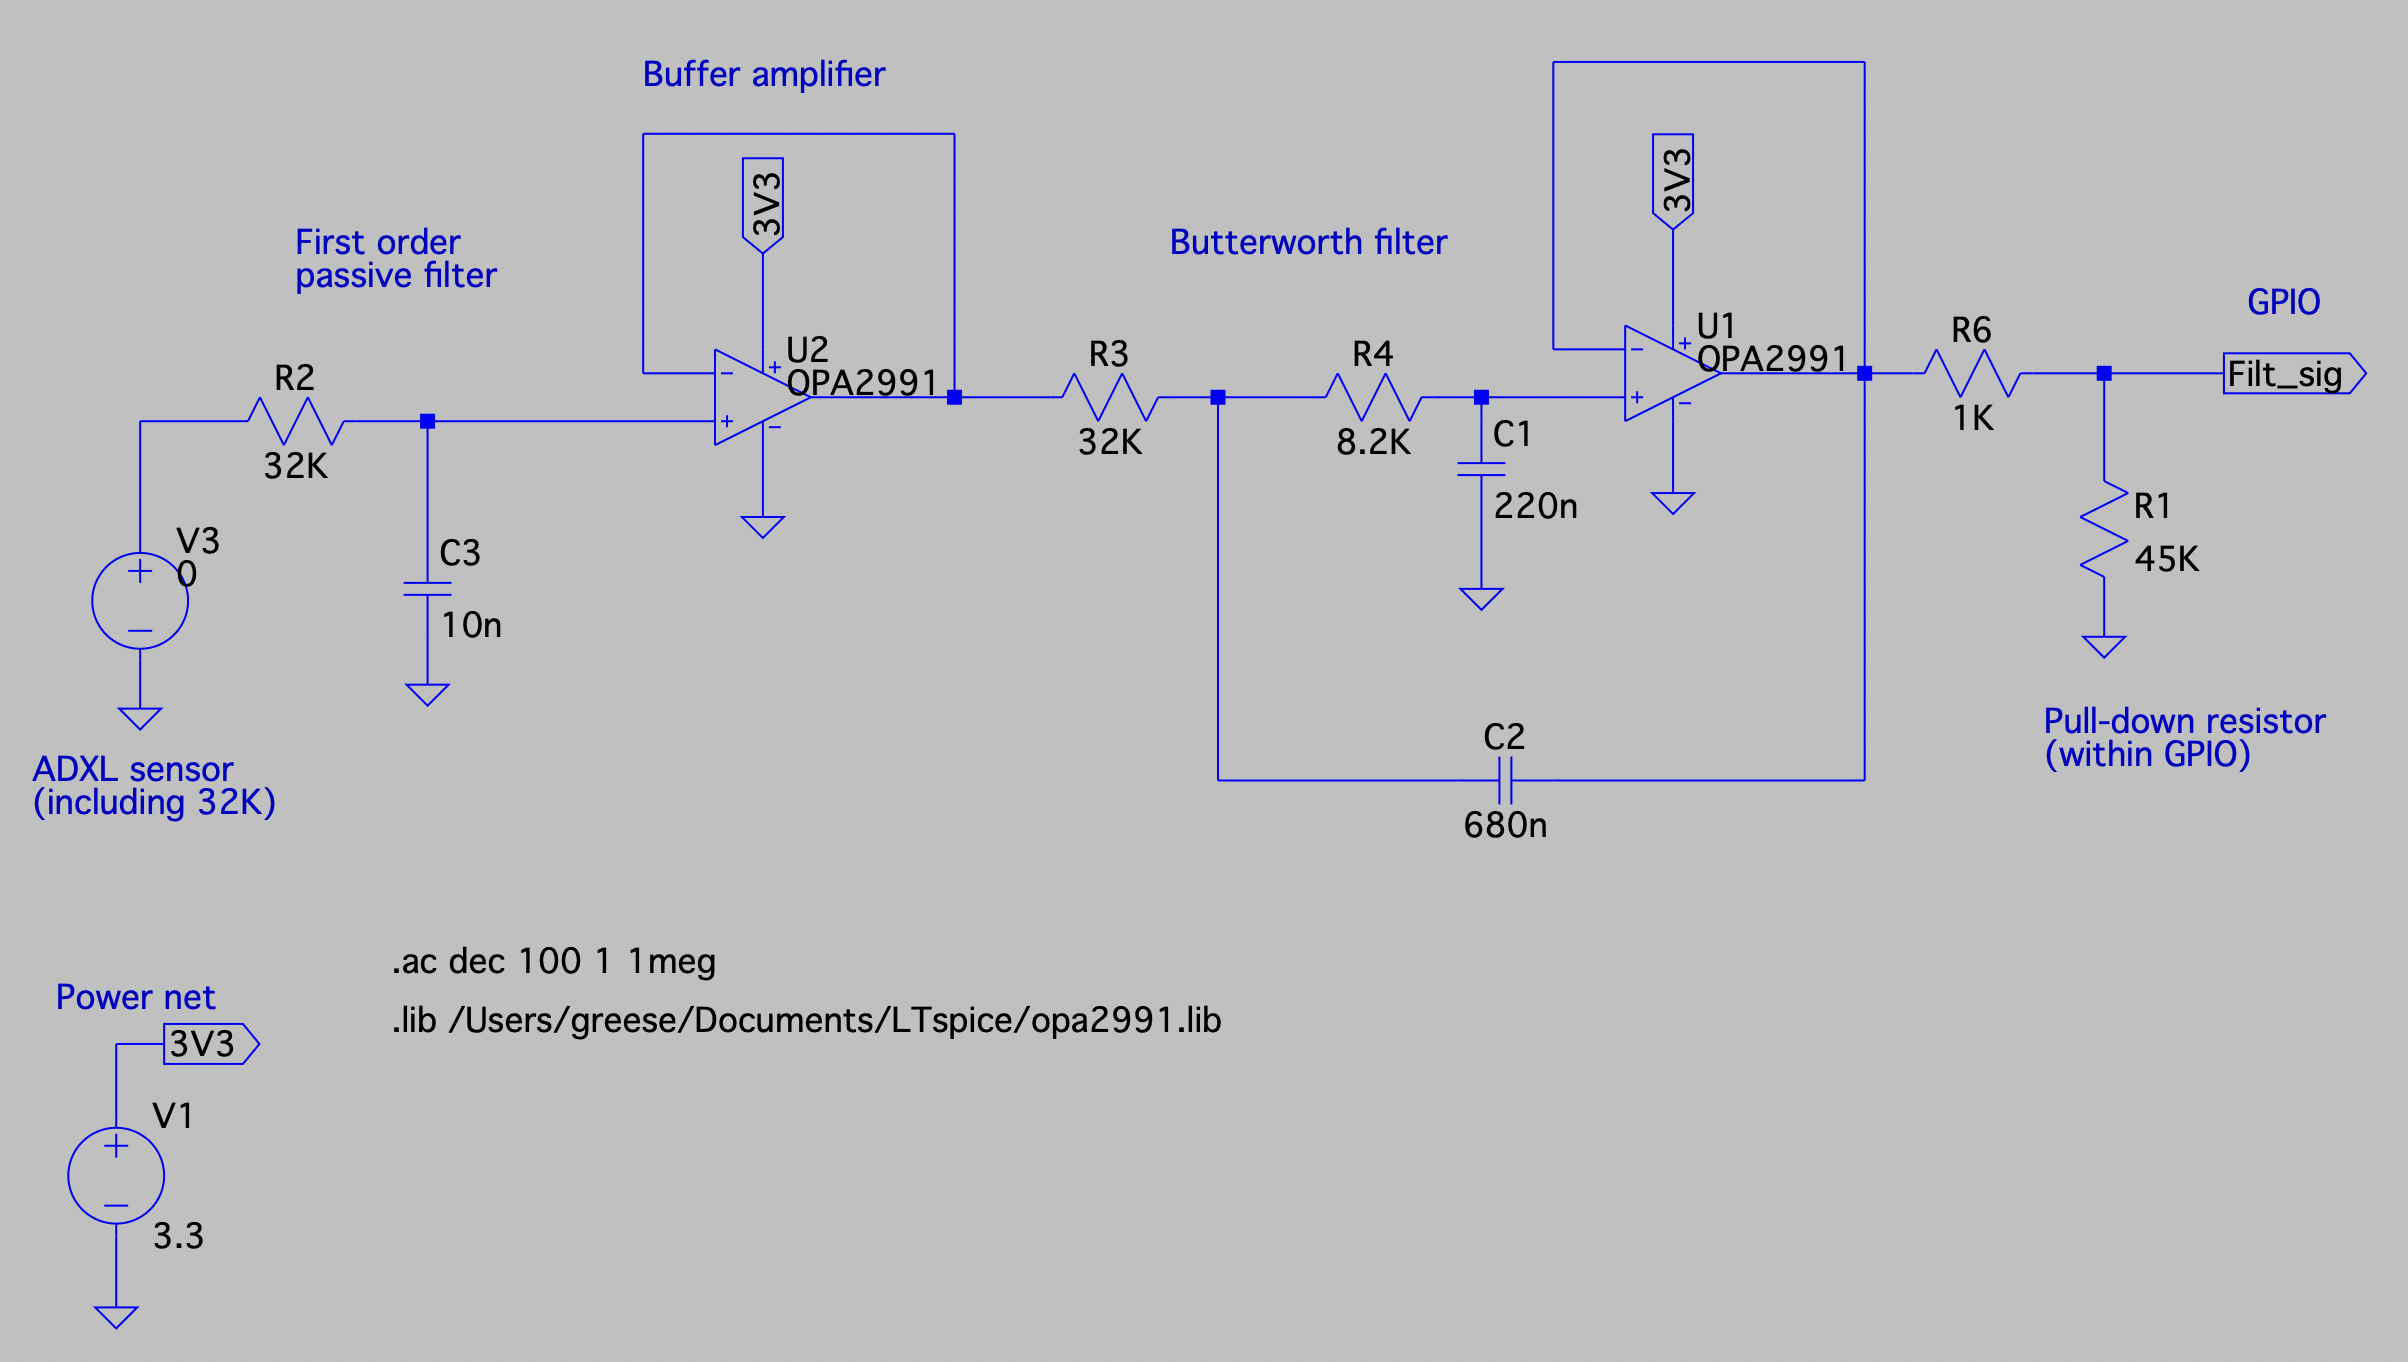 Buffer amplifier
3V3
3V3
First order
passive filter
Butterworth filter
GPIO
U2
OPA2991
U1
OPA2991
R2
32K
R3
32K
R4
8.2K
R6
1K
Filt_sig
C1
220n
R1
45K
V3
0
C3
10n
ADXL sensor
(including 32K)
C2
680n
Pull-down resistor
(within GPIO)
.ac dec 100 1 1meg
.lib /Users/greese/Documents/LTspice/opa2991.lib
Power net
3V3
V1
3.3